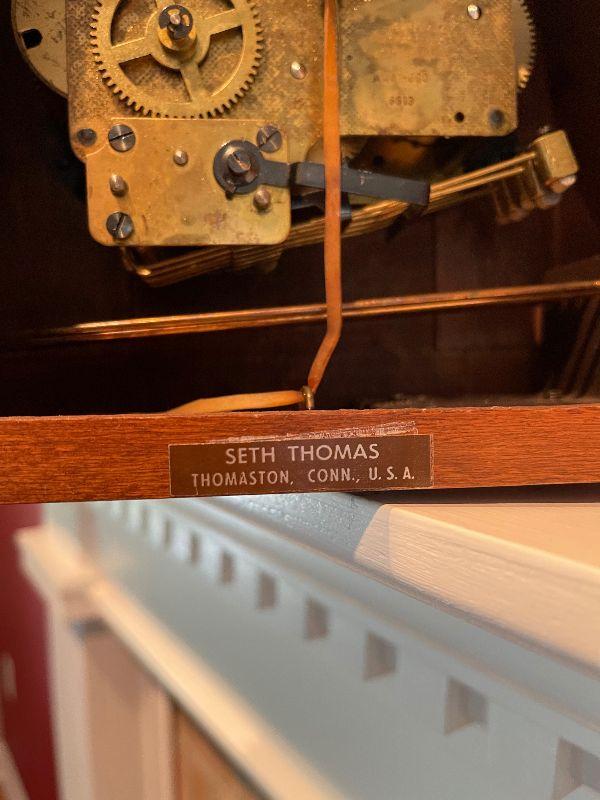 SETH THOMAS
THOMASTON, CONN., U.S.A.